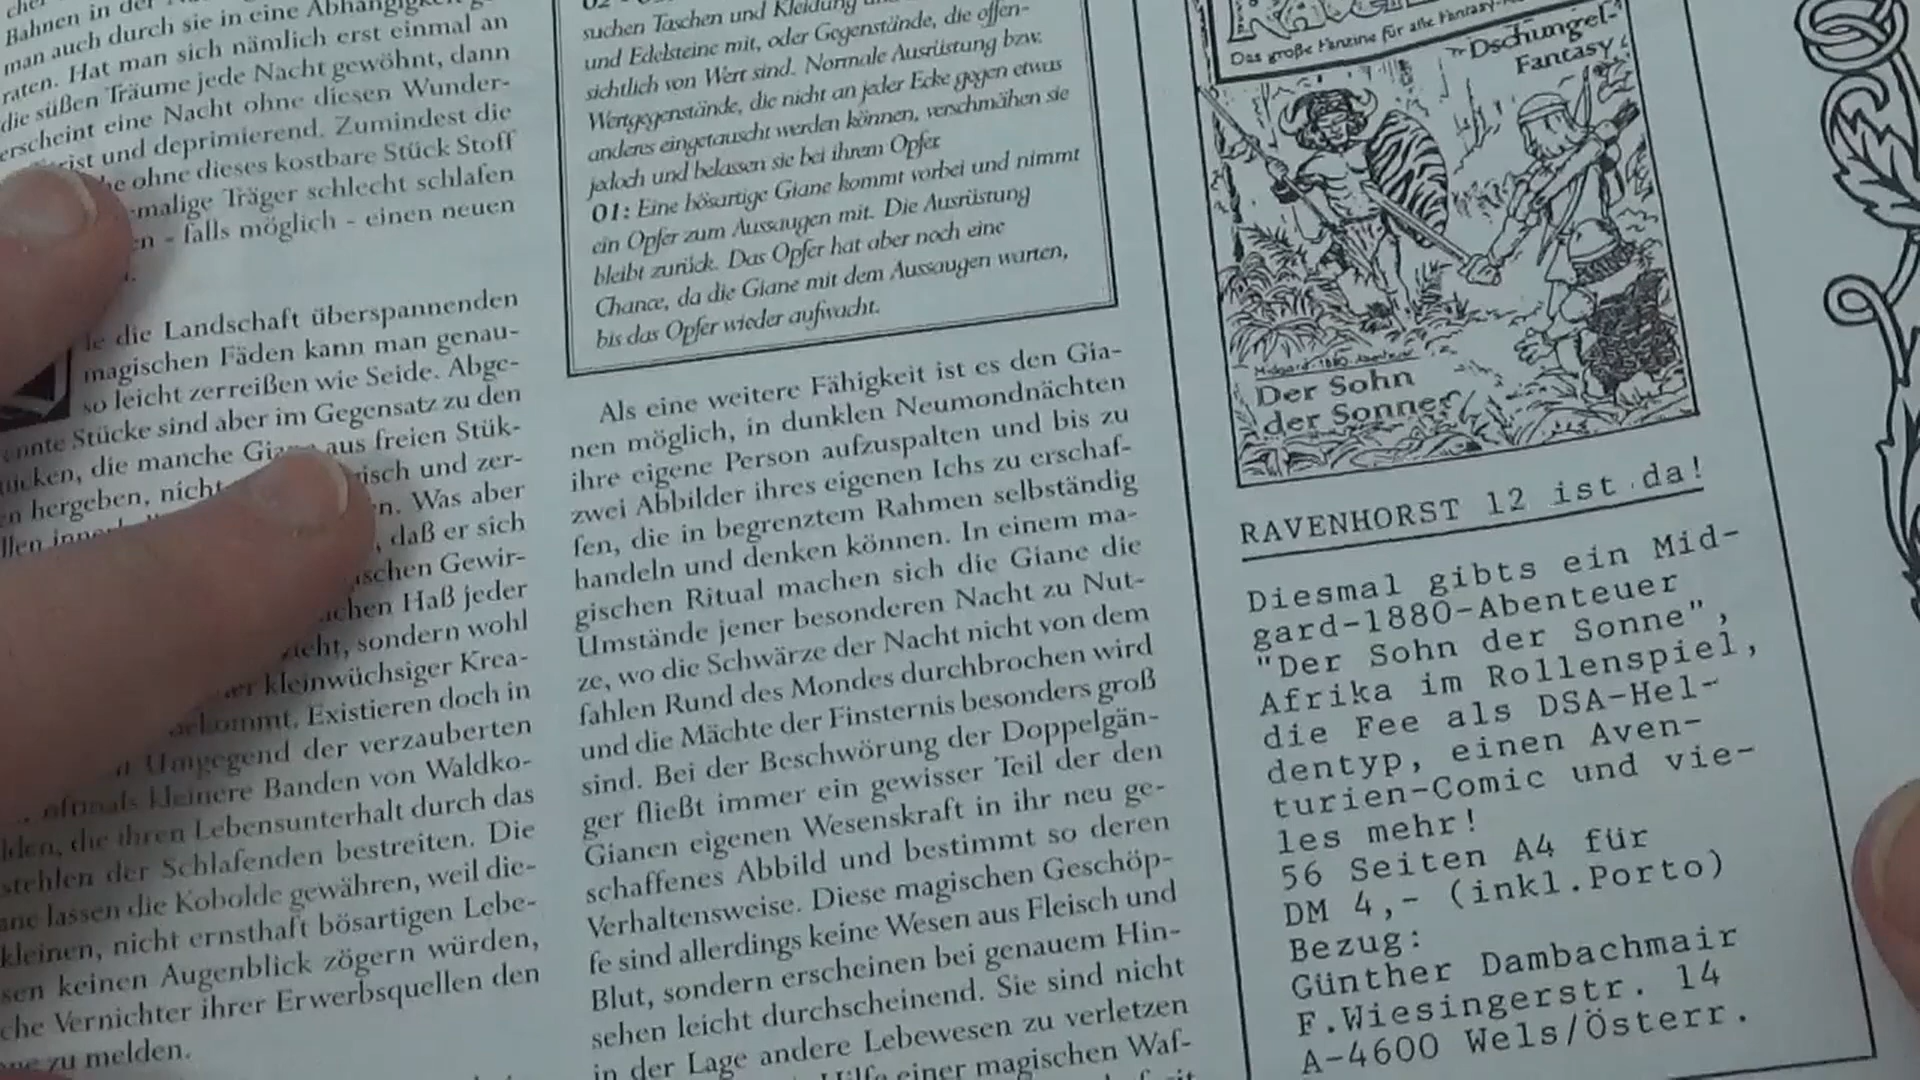 Bahnen in der
man auch durch sie in eine Abhängigkeit
raten. Hat man sich nämlich erst einmal an
die süßen Träume jede Nacht gewöhnt, dann
erscheint eine Nacht ohne diesen Wunder-
und deprimierend. Zumindest die
ohne dieses kostbare Stück Stoff
malige Träger schlecht schlafen
- falls möglich - einen neuen
die Landschaft überspannenden
magischen Fäden kann man genau-
so leicht zerreißen wie Seide. Abge-
Stücke sind aber im Gegensatz zu den
die manche aus freien Stük-
hergeben, nicht und zer-
Was aber
daß er sich
Gewir-
Haß jeder
sondern wohl
kleinwüchsiger Krea-
Existieren doch in
Umgegend der verzauberten
oftmals kleinere Banden von Waldko-
die ihren Lebensunterhalt durch das
der Schlafenden bestreiten. Die
lassen die Kobolde gewähren, weil die-
kleinen, nicht ernsthaft bösartigen Lebe-
keinen Augenblick zögern würden,
Vernichter ihrer Erwerbsquellen den
zu melden.
suchen Taschen und Kleidung
und Edelsteine mit, oder Gegenstände, die offen-
sichtlich von Wert sind. Normale Ausrüstung bzw.
Wertgegenstände, die nicht an jeder Ecke gegen etwas
anderes eingetauscht werden können, verschmähen sie
jedoch und belassen sie bei ihrem Opfer.
01: Eine bösartige Giane kommt vorbei und nimmt
ein Opfer zum Aussaugen mit. Die Ausrüstung
bleibt zurück. Das Opfer hat aber noch eine
Chance, da die Giane mit dem Aussaugen warten,
bis das Opfer wieder aufwacht.
Als eine weitere Fähigkeit ist es den Gia-
nen möglich, in dunklen Neumondnächten
ihre eigene Person aufzuspalten und bis zu
zwei Abbilder ihres eigenen Ichs zu erschaf-
fen, die in begrenztem Rahmen selbständig
handeln und denken können. In einem ma-
gischen Ritual machen sich die Giane die
Umstände jener besonderen Nacht zu Nut-
ze, wo die Schwärze der Nacht nicht von dem
fahlen Rund des Mondes durchbrochen wird
und die Mächte der Finsternis besonders groß
sind. Bei der Beschwörung der Doppelgän-
ger fließt immer ein gewisser Teil der den
Gianen eigenen Wesenskraft in ihr neu ge-
schaffenes Abbild und bestimmt so deren
Verhaltensweise. Diese magischen Geschöp-
fe sind allerdings keine Wesen aus Fleisch und
Blut, sondern erscheinen bei genauem Hin-
sehen leicht durchscheinend. Sie sind nicht
in der Lage andere Lebewesen zu verletzen
einer magischen Waf-
Das große Fanzine für alle
Dschungel-
Fantasy
Midgard-1880-Abenteuer
Der Sohn
der Sonne
RAVENHORST 12 ist da!
Diesmal gibts ein Mid-
gard-1880-Abenteuer
"Der Sohn der Sonne",
Afrika im Rollenspiel,
die Fee als DSA-Hel-
dentyp, einen Aven-
turien-Comic und vie-
les mehr!
56 Seiten A4 für
DM 4,- (inkl.Porto)
Bezug:
Günther Dambachmair
F.Wiesingerstr. 14
A-4600 Wels/Österr.